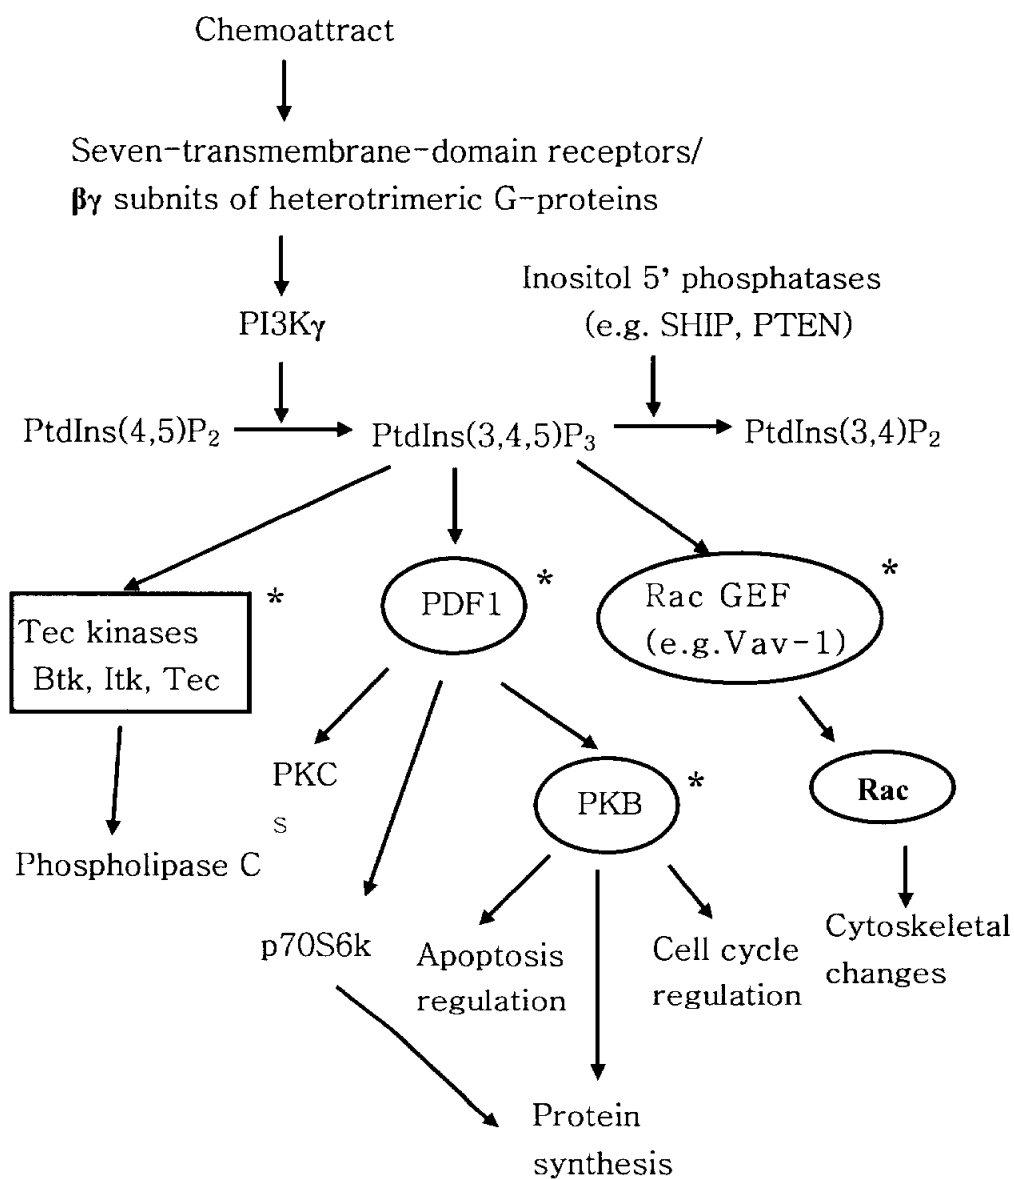 Chemoattract
Seven-transmembrane-domain receptors/
βγ subnits of heterotrimeric G-proteins
Inositol 5' phosphatases
(e.g. SHIP, PTEN)
PI3Kγ
PtdIns(4,5)P₂
PtdIns(3,4,5)P₃
PtdIns(3,4)P₂
*
Tec kinases
Btk, Itk, Tec
*
PDF1
*
Rac GEF
(e.g.Vav-1)
PKC
s
PKB
*
Rac
Phospholipase C
p70S6k
Apoptosis
regulation
Cell cycle
regulation
Cytoskeletal
changes
Protein
synthesis